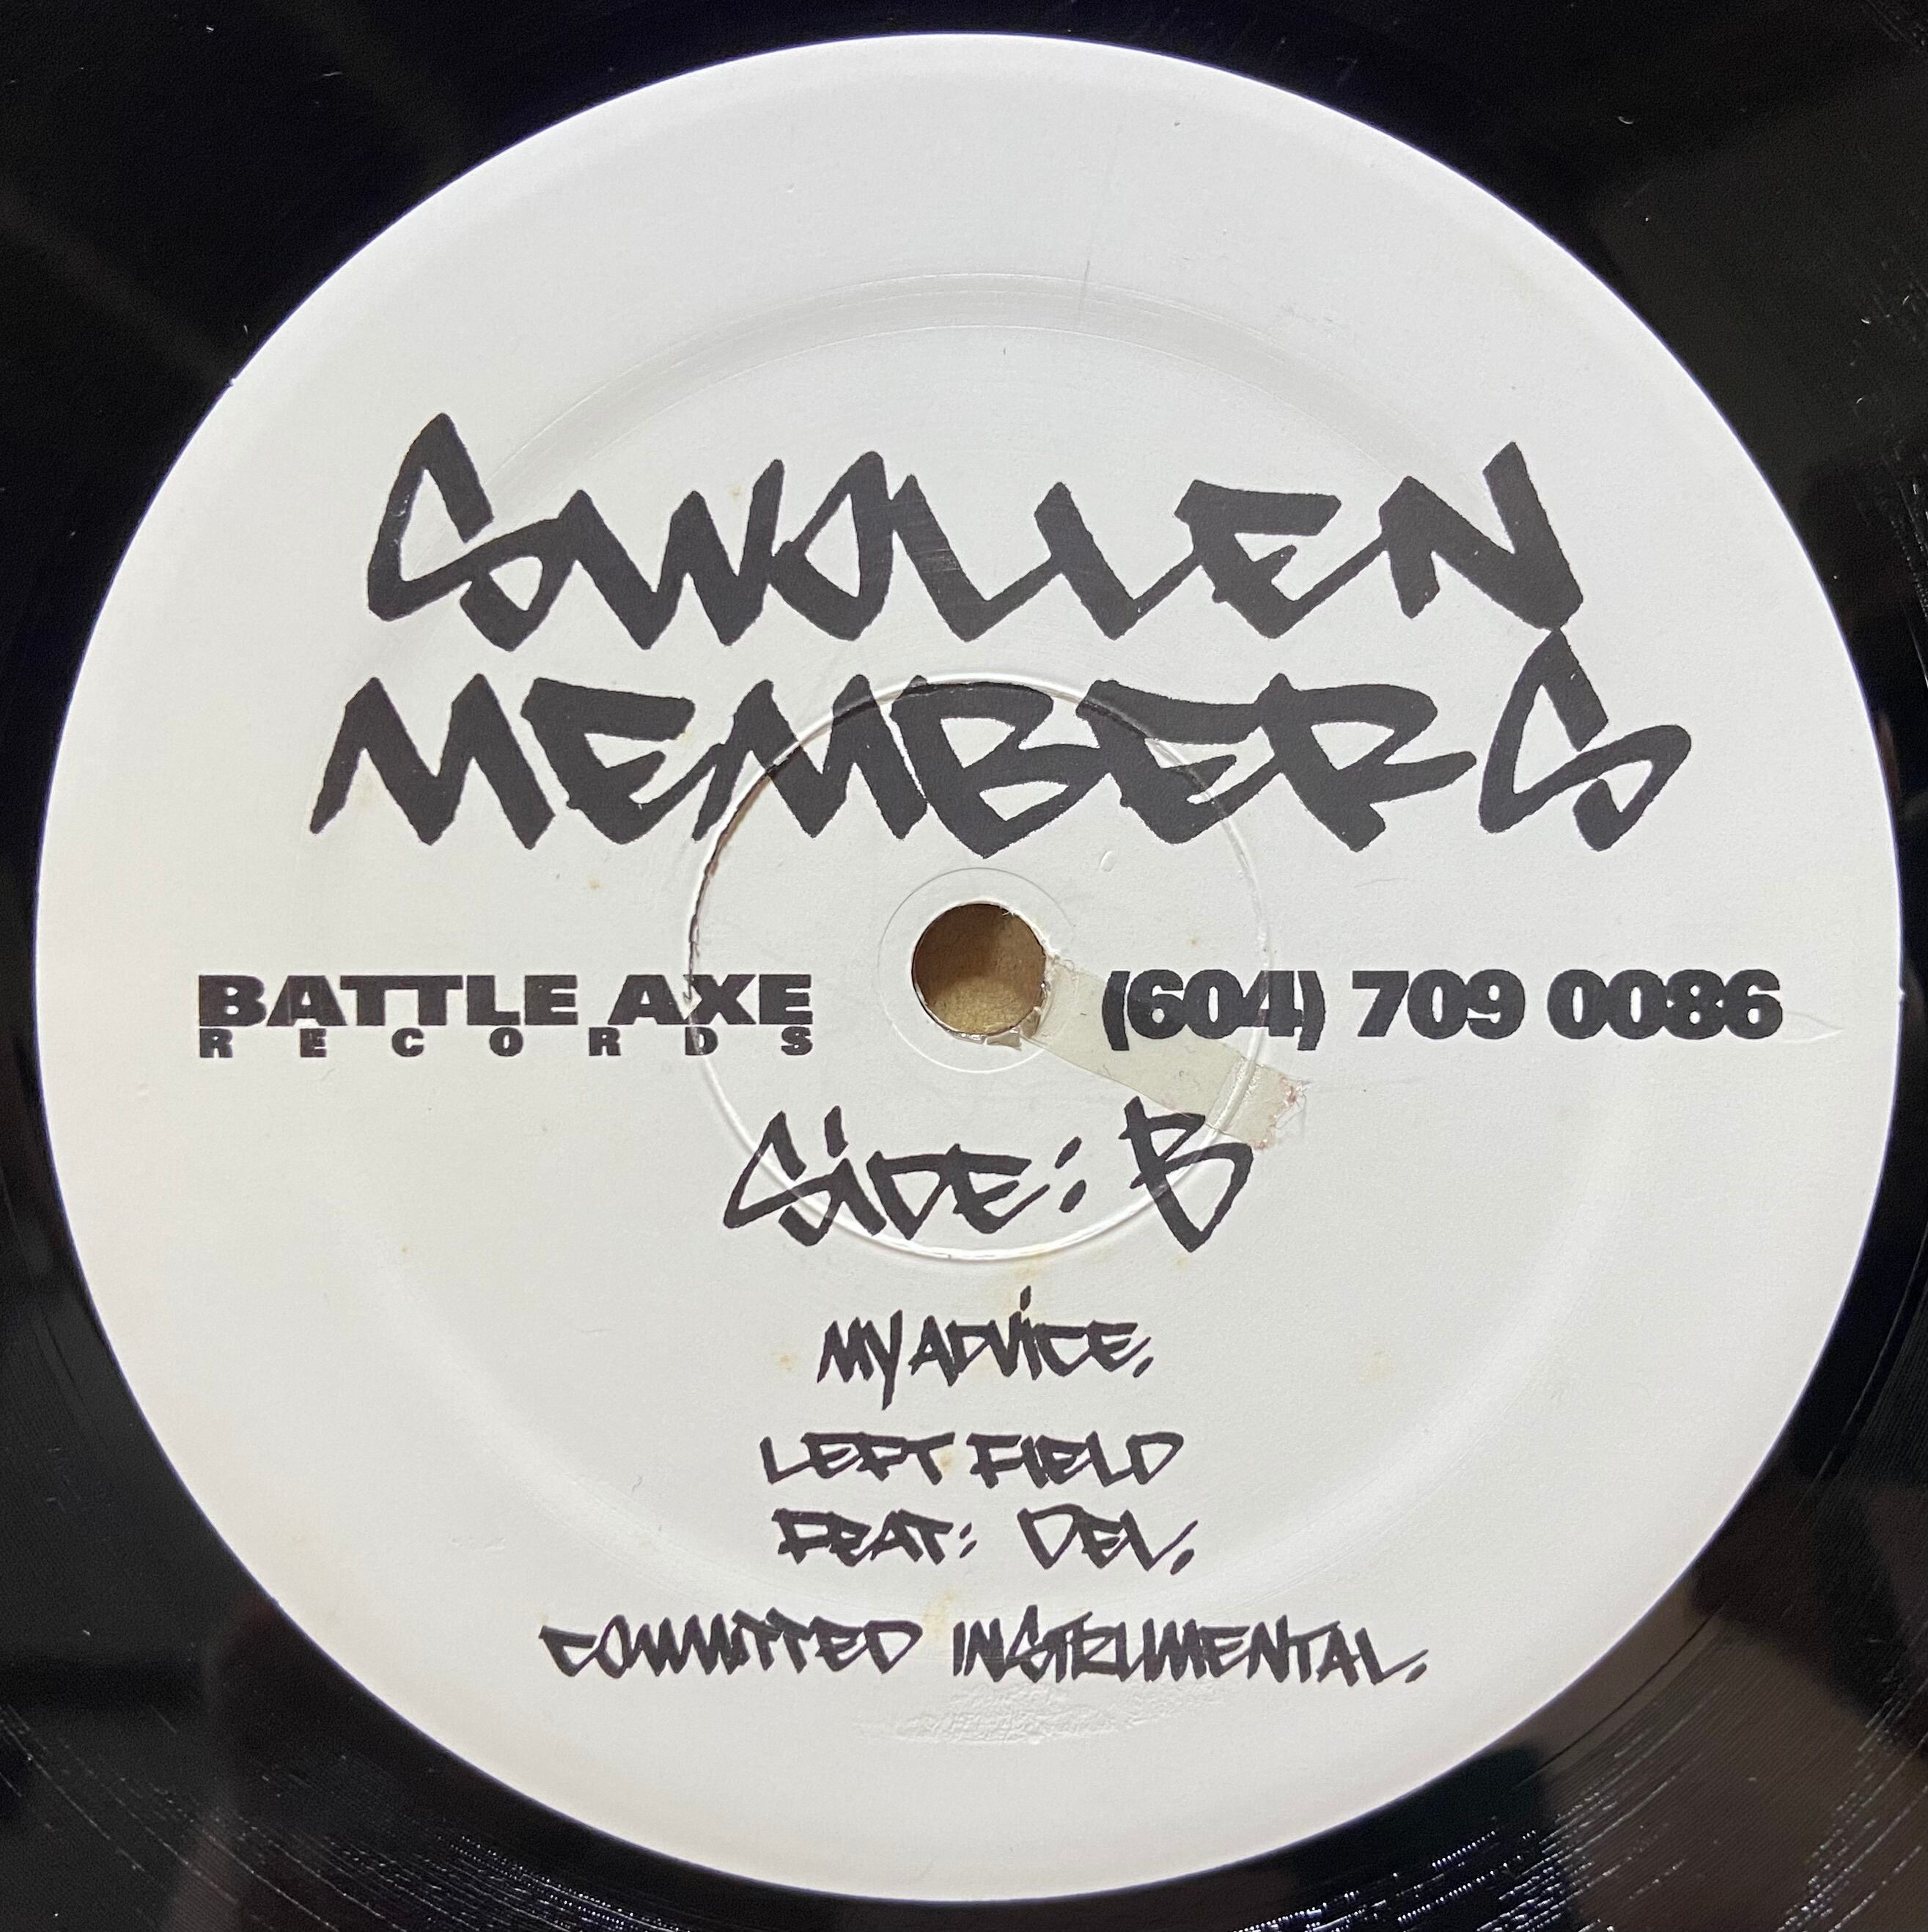 SWOLLEN
MEMBERS
BATTLE AXE
RECORDS
(604) 709 0086
SiDE: B
MY ADViCE.
LEFT FIELD
FEAT: DEL.
COMMITTED INSTRUMENTAL.